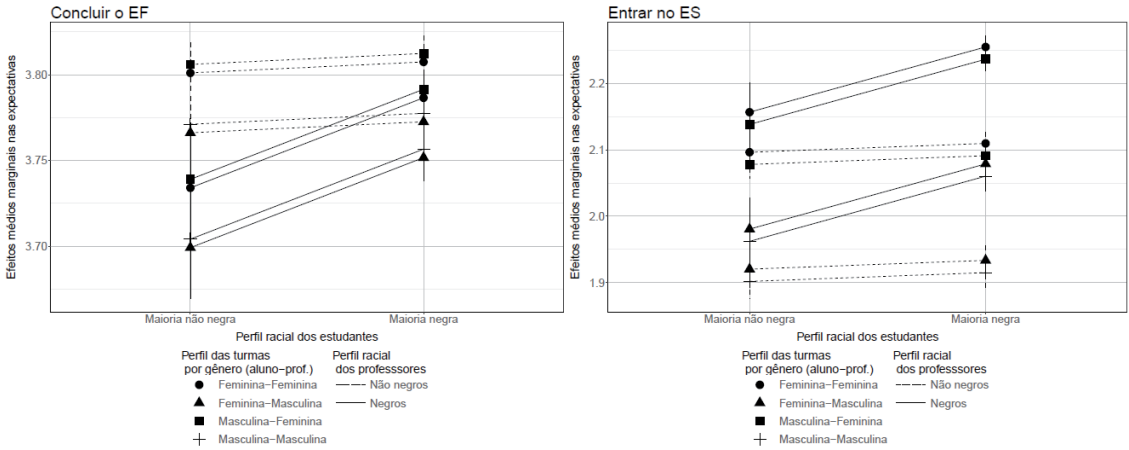 Concluir o EF
Efeitos médios marginais nas expectativas
3.80
3.75
3.70
Maioria não negra
Maioria negra
Perfil racial dos estudantes
Perfil das turmas
por gênero (aluno−prof.)
Feminina−Feminina
Feminina−Masculina
Masculina−Feminina
Masculina−Masculina
Perfil racial
dos professsores
Não negros
Negros
Entrar no ES
Efeitos médios marginais nas expectativas
2.2
2.1
2.0
1.9
Maioria não negra
Maioria negra
Perfil racial dos estudantes
Perfil das turmas
por gênero (aluno−prof.)
Feminina−Feminina
Feminina−Masculina
Masculina−Feminina
Masculina−Masculina
Perfil racial
dos professsores
Não negros
Negros